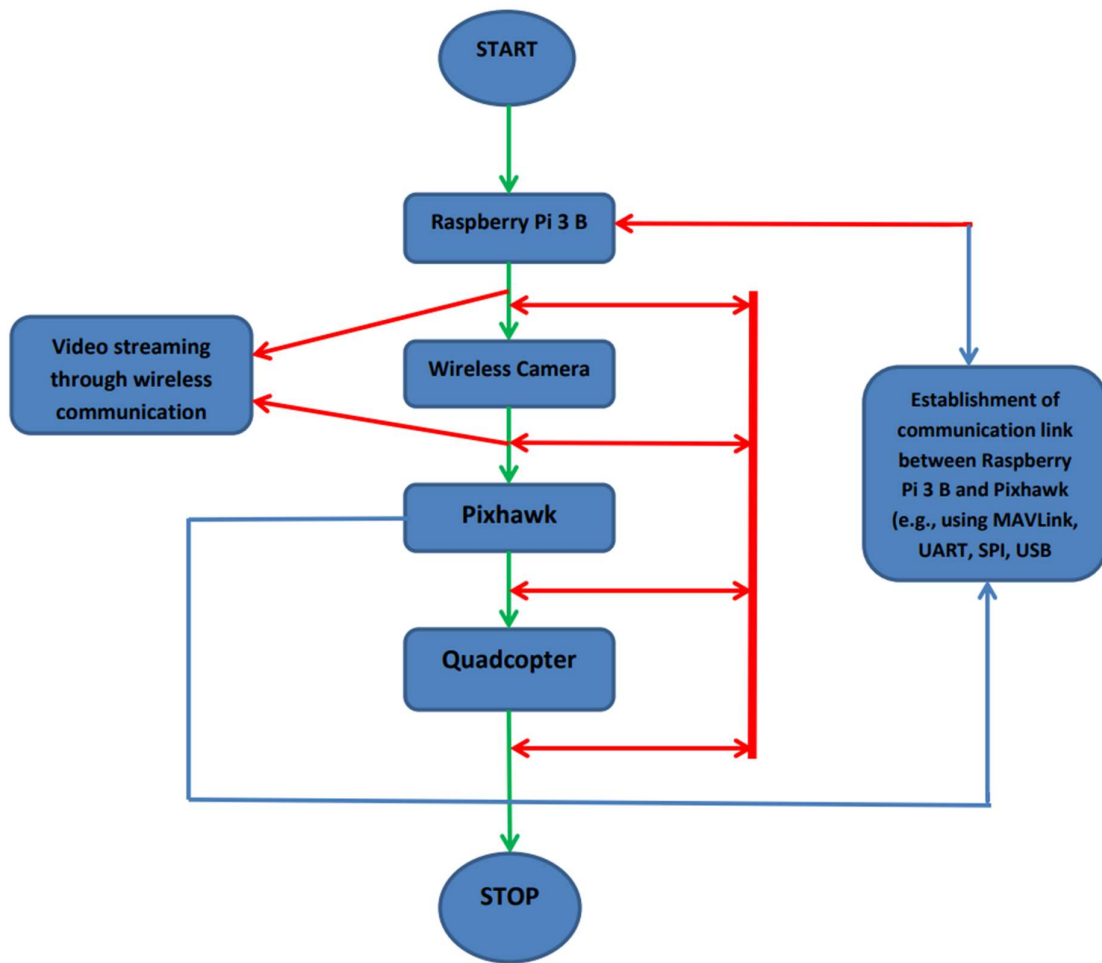 START
Raspberry Pi 3 B
Video streaming
through wireless
communication
Wireless Camera
Establishment of
communication link
between Raspberry
Pi 3 B and Pixhawk
(e.g., using MAVLink,
UART, SPI, USB
Pixhawk
Quadcopter
STOP